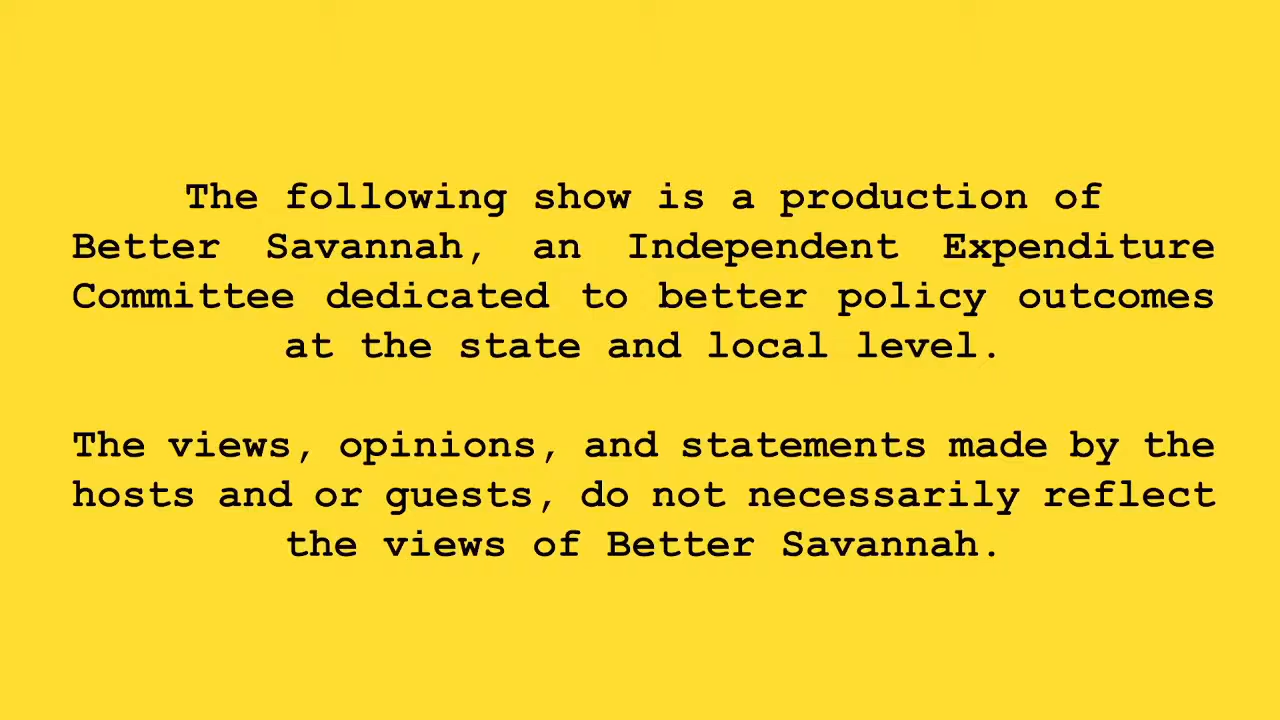 The following show is a production of
Better Savannah, an Independent Expenditure
Committee dedicated to better policy outcomes
at the state and local level.
The views, opinions, and statements made by the
hosts and or guests, do not necessarily reflect
the views of Better Savannah.